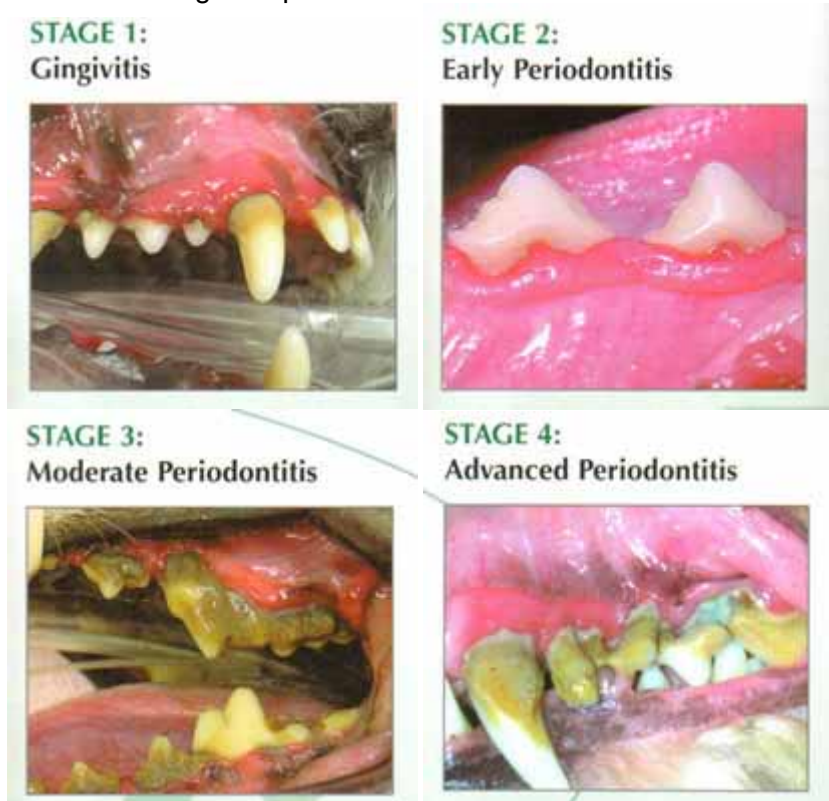 STAGE 1:
Gingivitis
STAGE 2:
Early Periodontitis
STAGE 3:
Moderate Periodontitis
STAGE 4:
Advanced Periodontitis